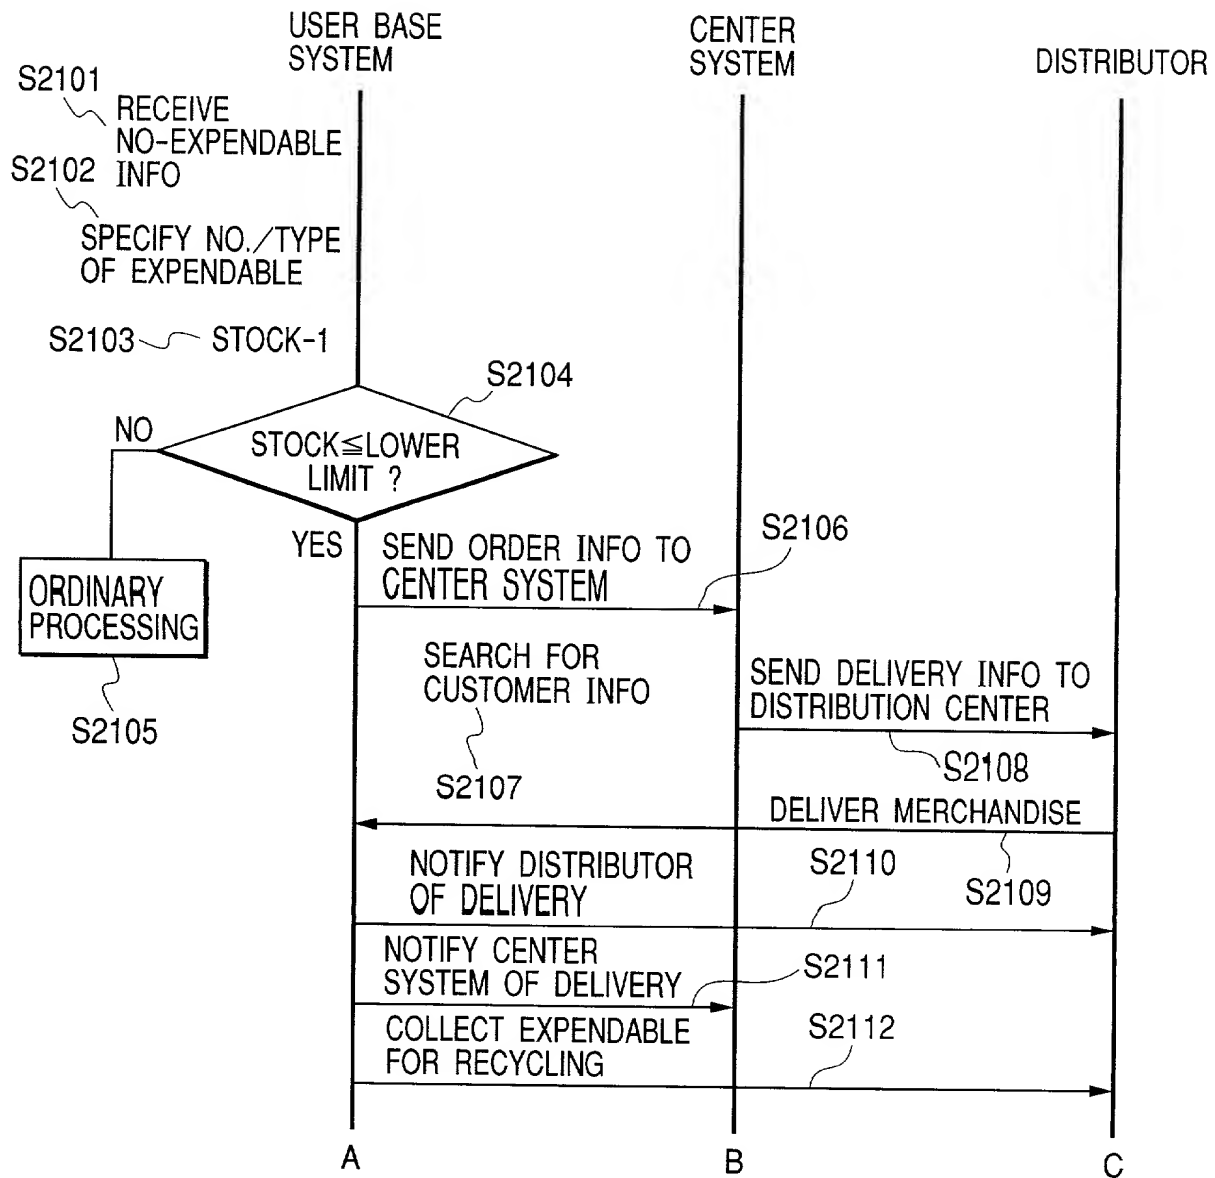 USER BASE
SYSTEM
CENTER
SYSTEM
DISTRIBUTOR
S2101
RECEIVE
NO-EXPENDABLE
INFO
S2102
SPECIFY NO./TYPE
OF EXPENDABLE
S2103
STOCK-1
S2104
NO
STOCK≦LOWER
LIMIT ?
YES
ORDINARY
PROCESSING
S2105
SEND ORDER INFO TO
CENTER SYSTEM
S2106
SEARCH FOR
CUSTOMER INFO
S2107
SEND DELIVERY INFO TO
DISTRIBUTION CENTER
S2108
DELIVER MERCHANDISE
S2109
NOTIFY DISTRIBUTOR
OF DELIVERY
S2110
NOTIFY CENTER
SYSTEM OF DELIVERY
S2111
COLLECT EXPENDABLE
FOR RECYCLING
S2112
A
B
C